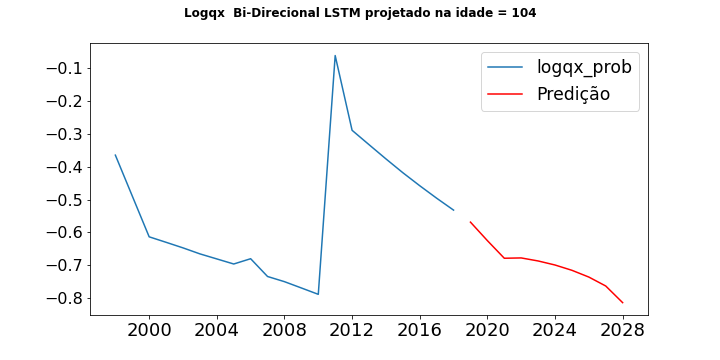 Logqx Bi-Direcional LSTM projetado na idade = 104
logqx_prob
Predição
−0.1
−0.2
−0.3
−0.4
−0.5
−0.6
−0.7
−0.8
2000 2004 2008 2012 2016 2020 2024 2028